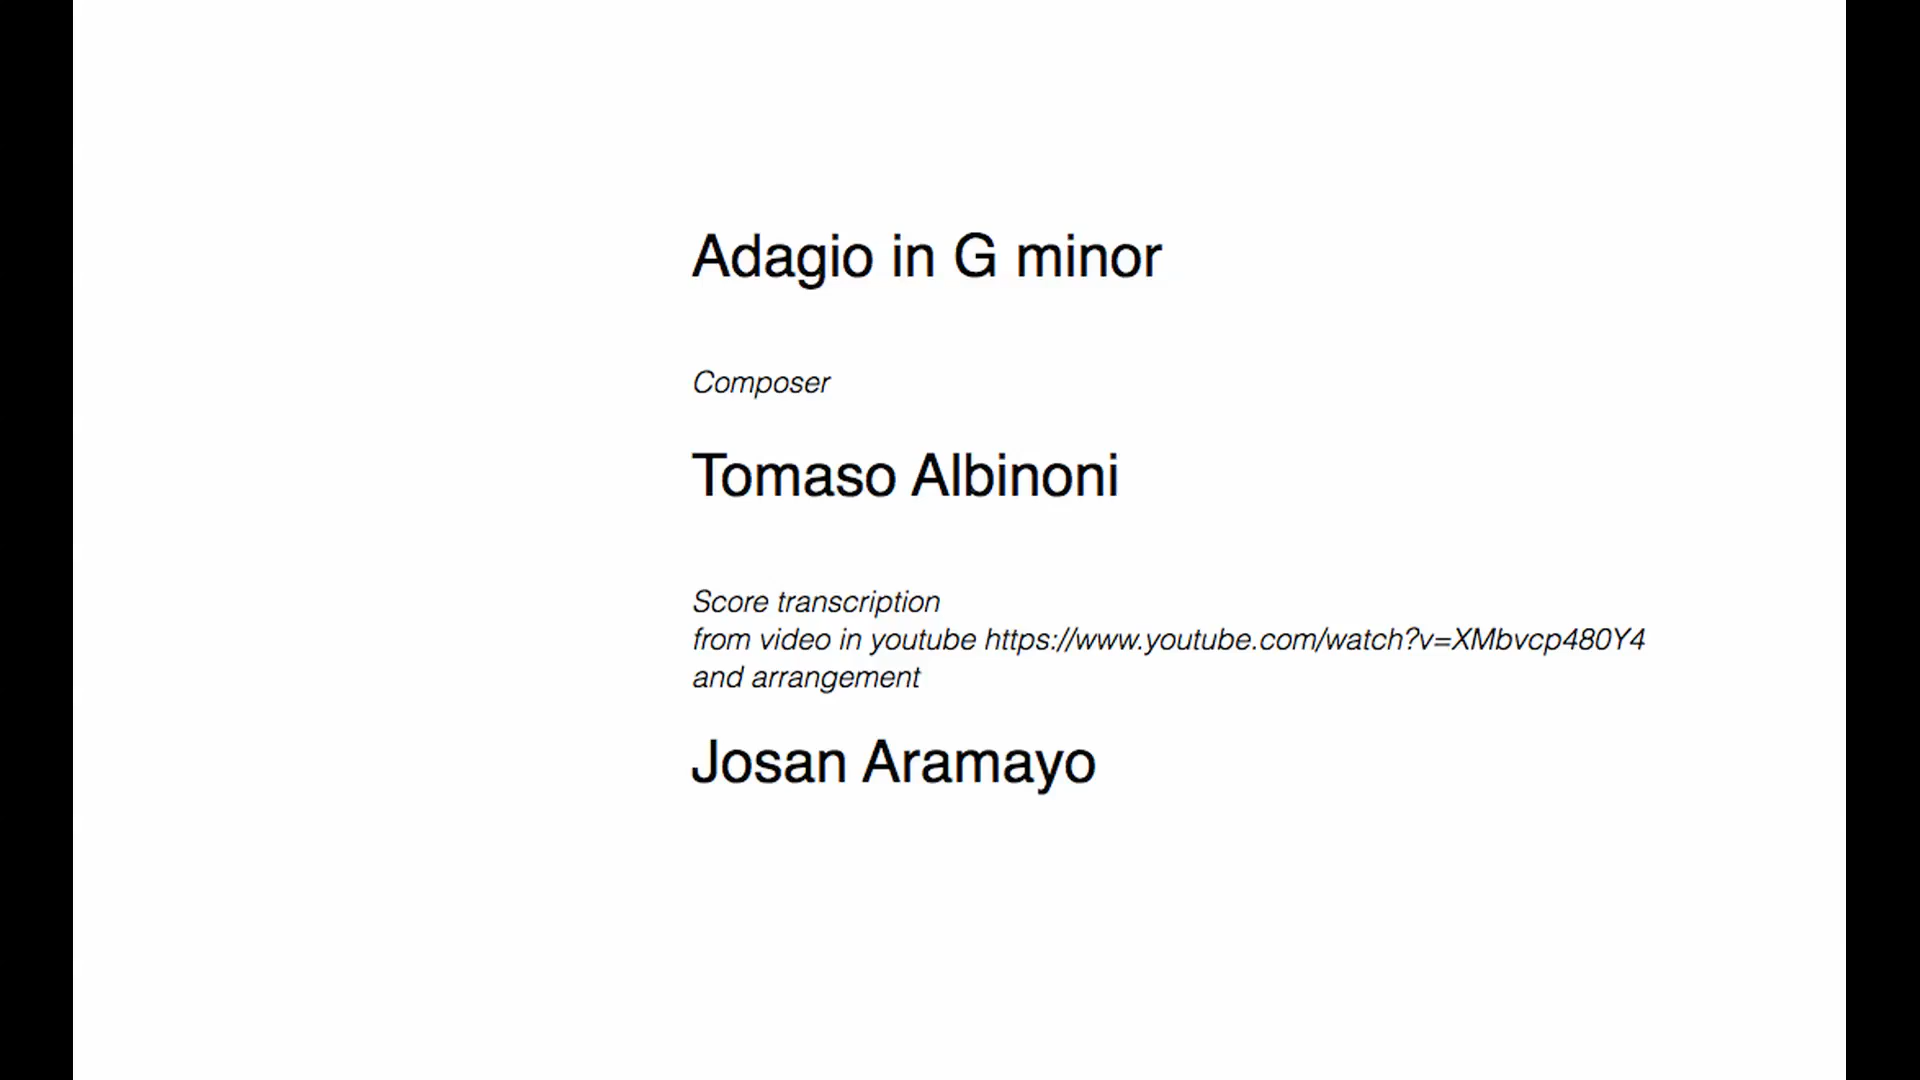 Adagio in G minor
Composer
Tomaso Albinoni
Score transcription
from video in youtube https://www.youtube.com/watch?v=XMbvcp480Y4
and arrangement
Josan Aramayo